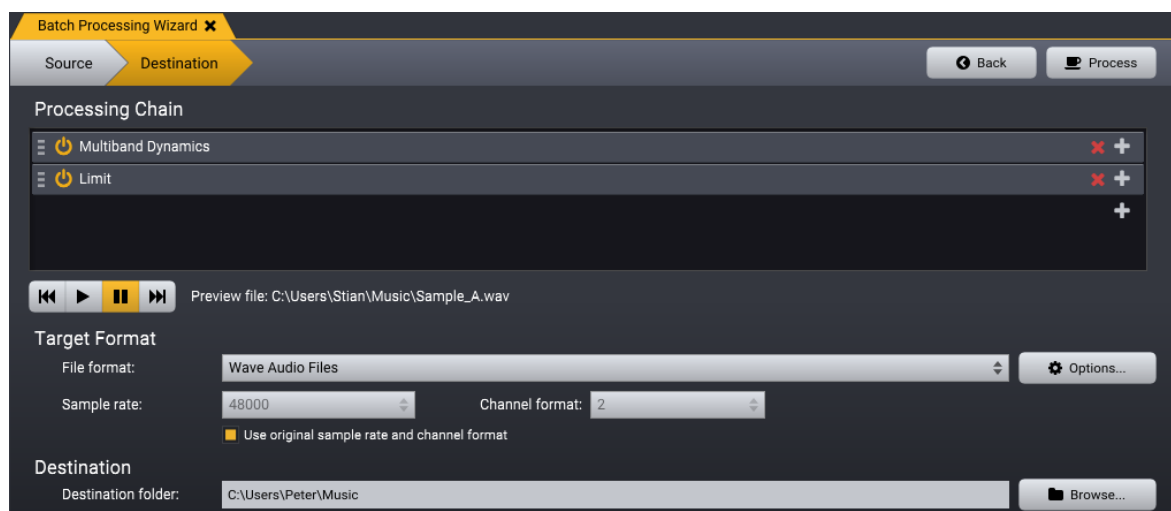 Batch Processing Wizard
Source Destination Back Process
Processing Chain
Multiband Dynamics
Limit
Preview file: C:\Users\Stian\Music\Sample_A.wav
Target Format
File format: Wave Audio Files Options...
Sample rate: 48000 Channel format: 2
Use original sample rate and channel format
Destination
Destination folder: C:\Users\Peter\Music Browse...